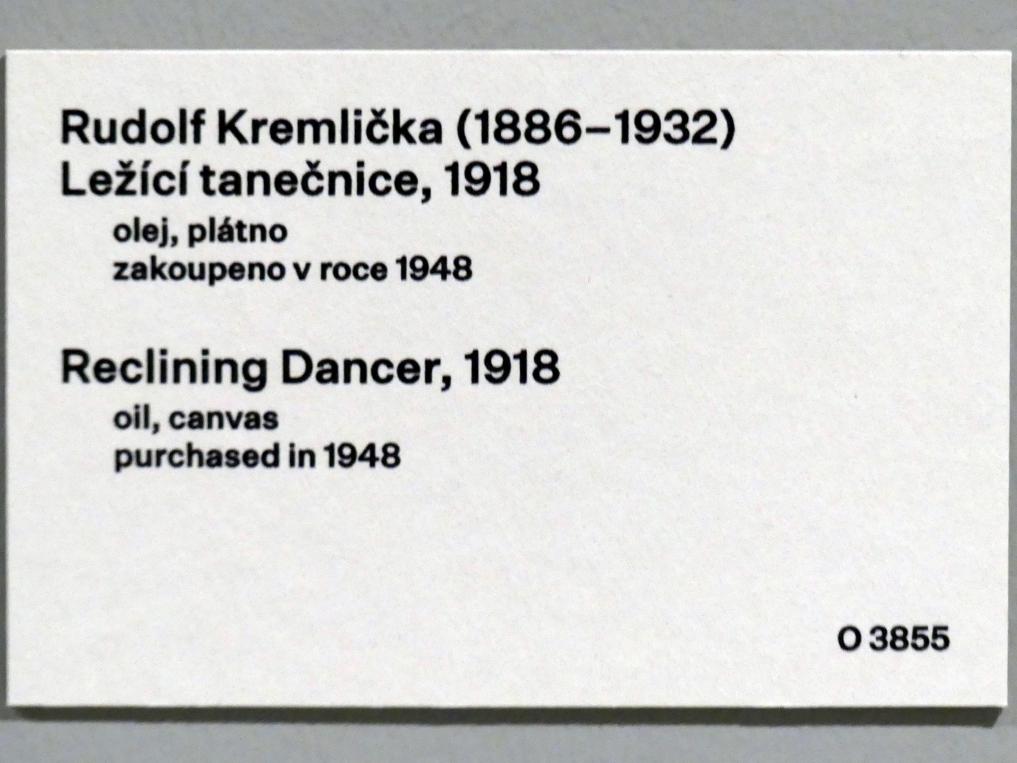 Rudolf Kremlička (1886–1932)
Ležící tanečnice, 1918
olej, plátno
zakoupeno v roce 1948
Reclining Dancer, 1918
oil, canvas
purchased in 1948
O 3855